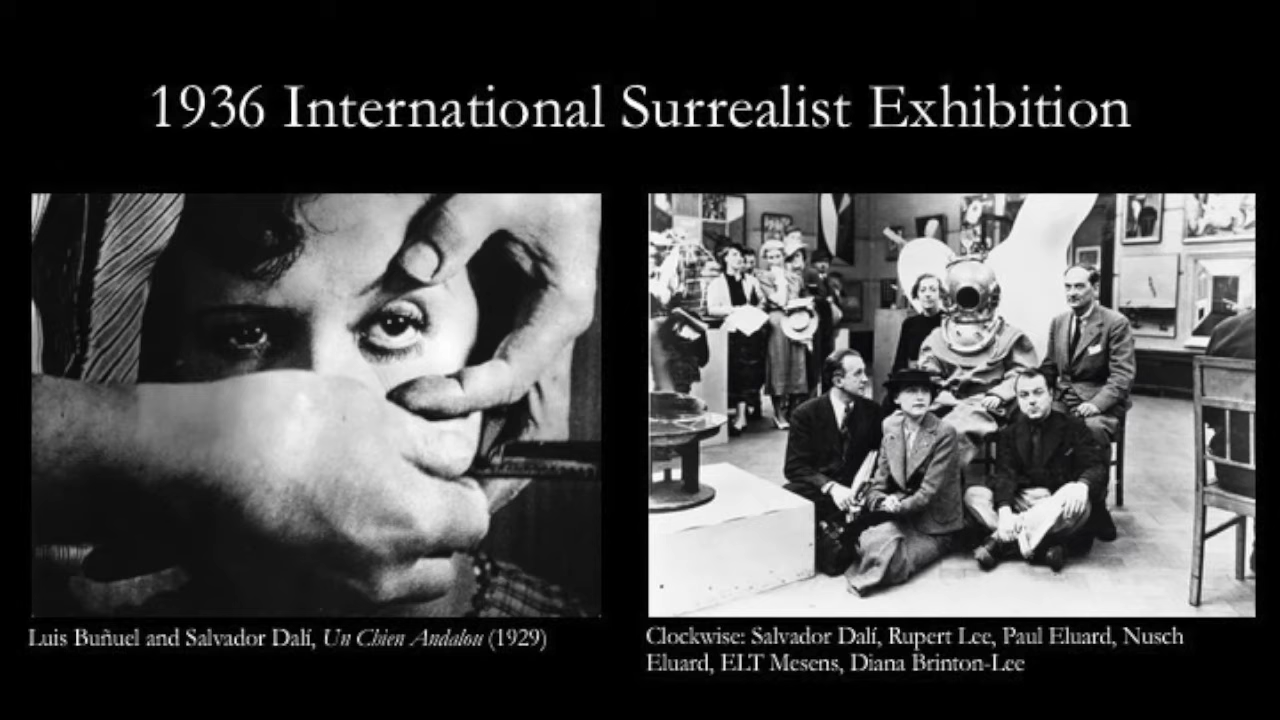 1936 International Surrealist Exhibition
Luis Buñuel and Salvador Dalí, Un Chien Andalou (1929)
Clockwise: Salvador Dalí, Rupert Lee, Paul Eluard, Nusch
Eluard, ELT Mesens, Diana Brinton-Lee